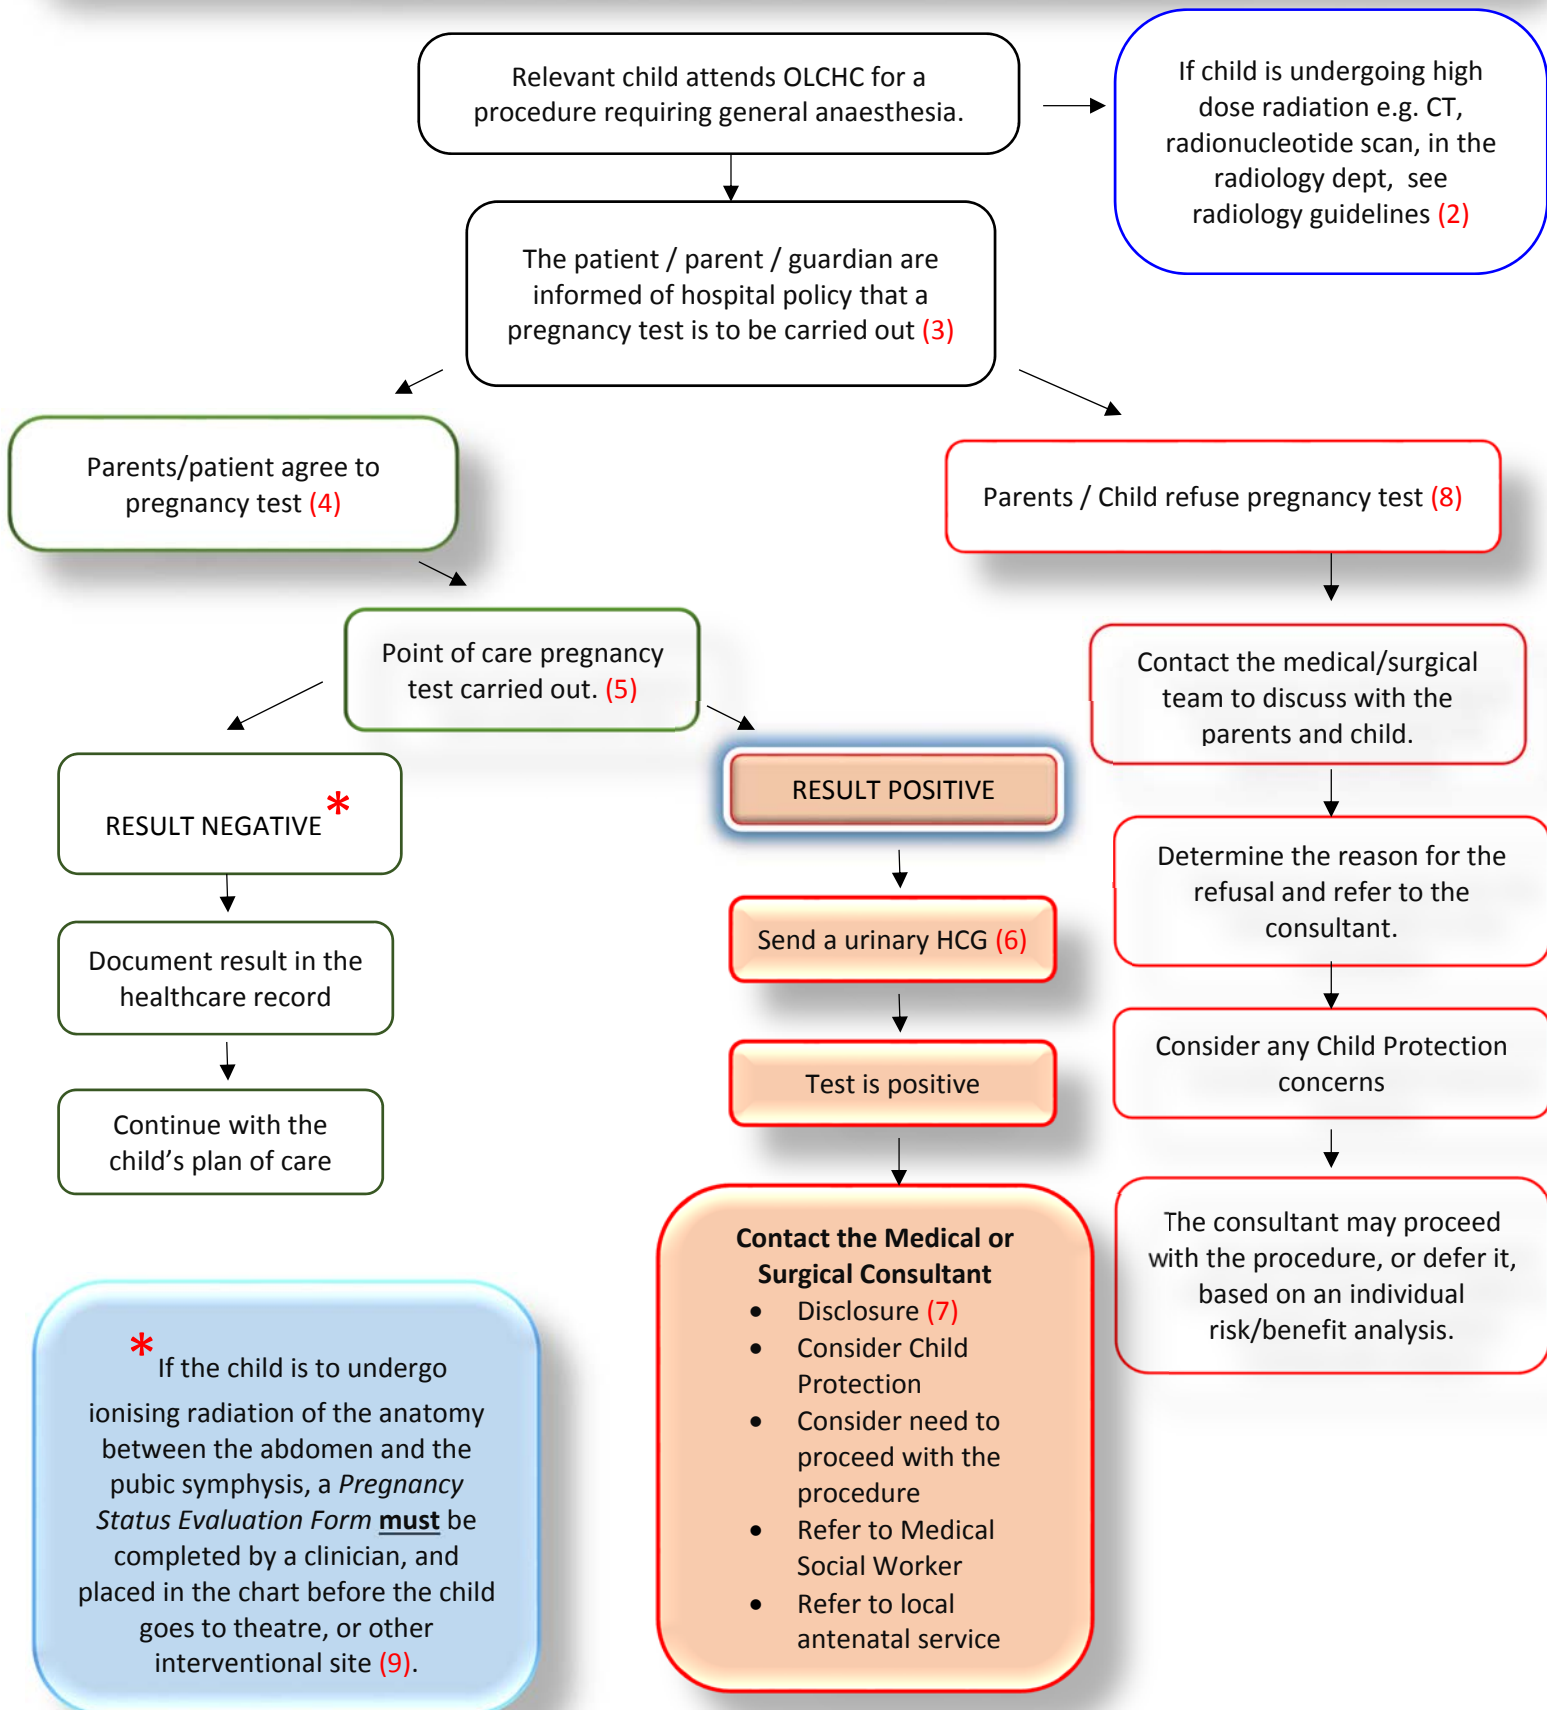 Relevant child attends OLCHC for a
procedure requiring general anaesthesia.
If child is undergoing high
dose radiation e.g. CT,
radionucleotide scan, in the
radiology dept, see
radiology guidelines (2)
The patient / parent / guardian are
informed of hospital policy that a
pregnancy test is to be carried out (3)
Parents/patient agree to
pregnancy test (4)
Parents / Child refuse pregnancy test (8)
Point of care pregnancy
test carried out. (5)
Contact the medical/surgical
team to discuss with the
parents and child.
RESULT NEGATIVE *
RESULT POSITIVE
Determine the reason for the
refusal and refer to the
consultant.
Document result in the
healthcare record
Send a urinary HCG (6)
Consider any Child Protection
concerns
Test is positive
Continue with the
child’s plan of care
The consultant may proceed
with the procedure, or defer it,
based on an individual
risk/benefit analysis.
Contact the Medical or
Surgical Consultant
• Disclosure (7)
• Consider Child
Protection
• Consider need to
proceed with the
procedure
• Refer to Medical
Social Worker
• Refer to local
antenatal service
* If the child is to undergo
ionising radiation of the anatomy
between the abdomen and the
pubic symphysis, a Pregnancy
Status Evaluation Form must be
completed by a clinician, and
placed in the chart before the child
goes to theatre, or other
interventional site (9).